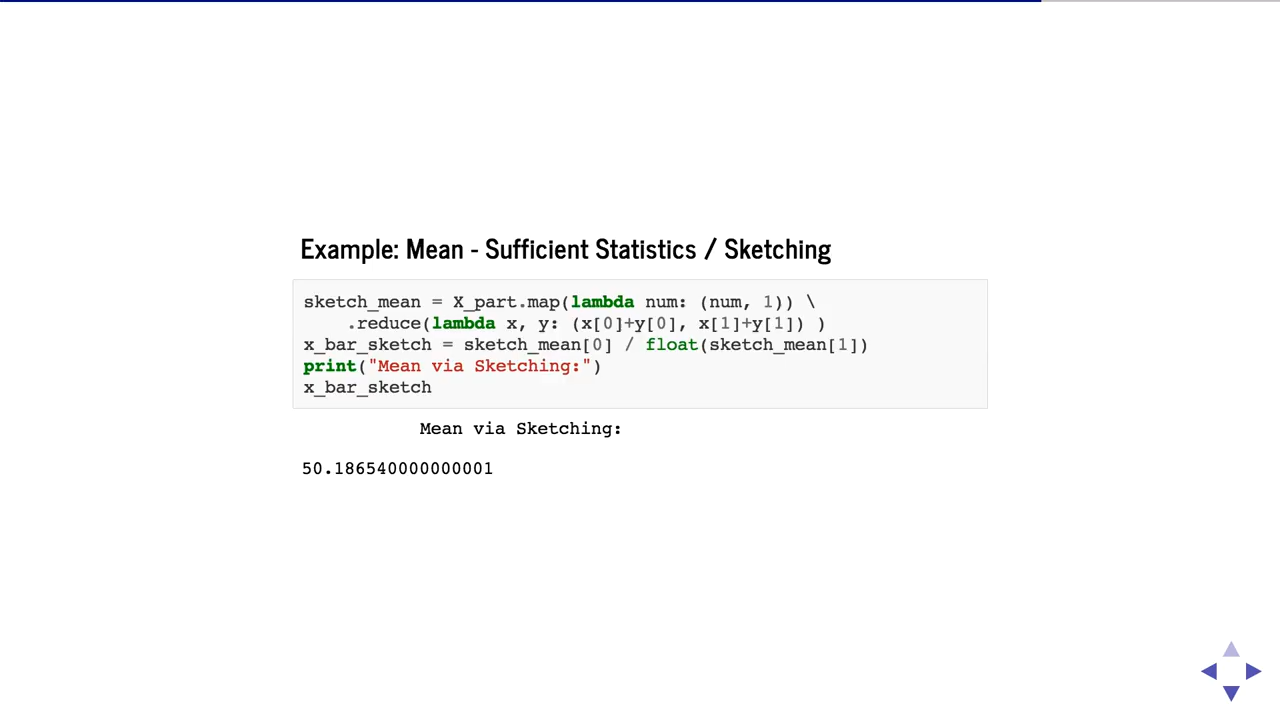 Example: Mean - Sufficient Statistics / Sketching
sketch_mean = X_part.map(lambda num: (num, 1)) \
    .reduce(lambda x, y: (x[0]+y[0], x[1]+y[1]) )
x_bar_sketch = sketch_mean[0] / float(sketch_mean[1])
print("Mean via Sketching:")
x_bar_sketch
Mean via Sketching:
50.186540000000001